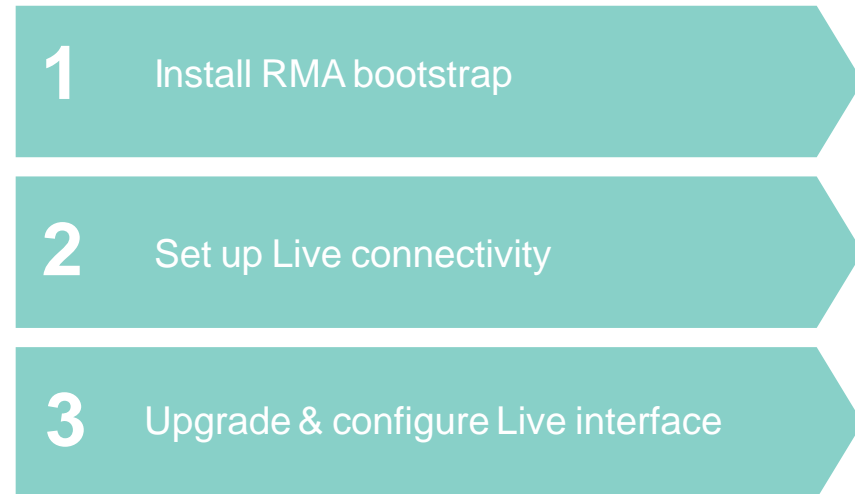 1 Install RMA bootstrap
2 Set up Live connectivity
3 Upgrade & configure Live interface